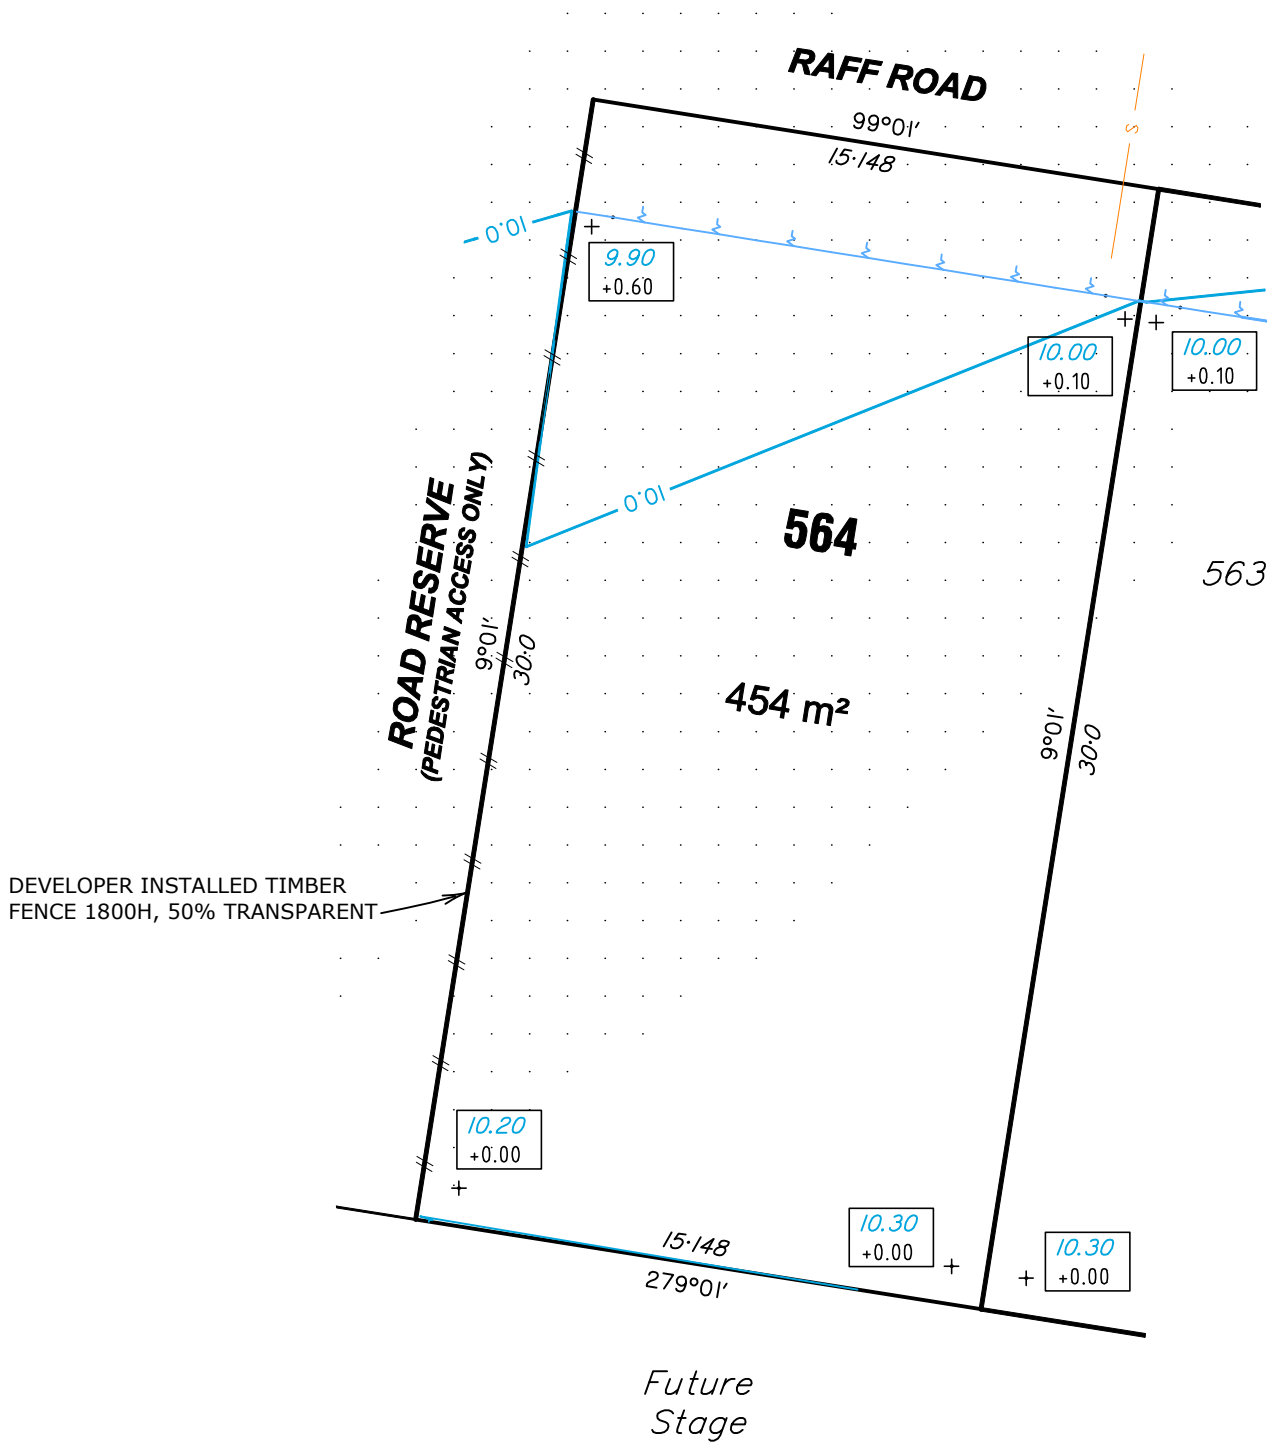 RAFF ROAD
99°01'
15·148
S
10.0
9.90
+0.60
10.00
+0.10
10.00
+0.10
10.0
564
563
ROAD RESERVE
(PEDESTRIAN ACCESS ONLY)
9°01'
30·0
454 m²
9°01'
30·0
DEVELOPER INSTALLED TIMBER
FENCE 1800H, 50% TRANSPARENT
10.20
+0.00
10.30
+0.00
10.30
+0.00
15·148
279°01'
Future
Stage